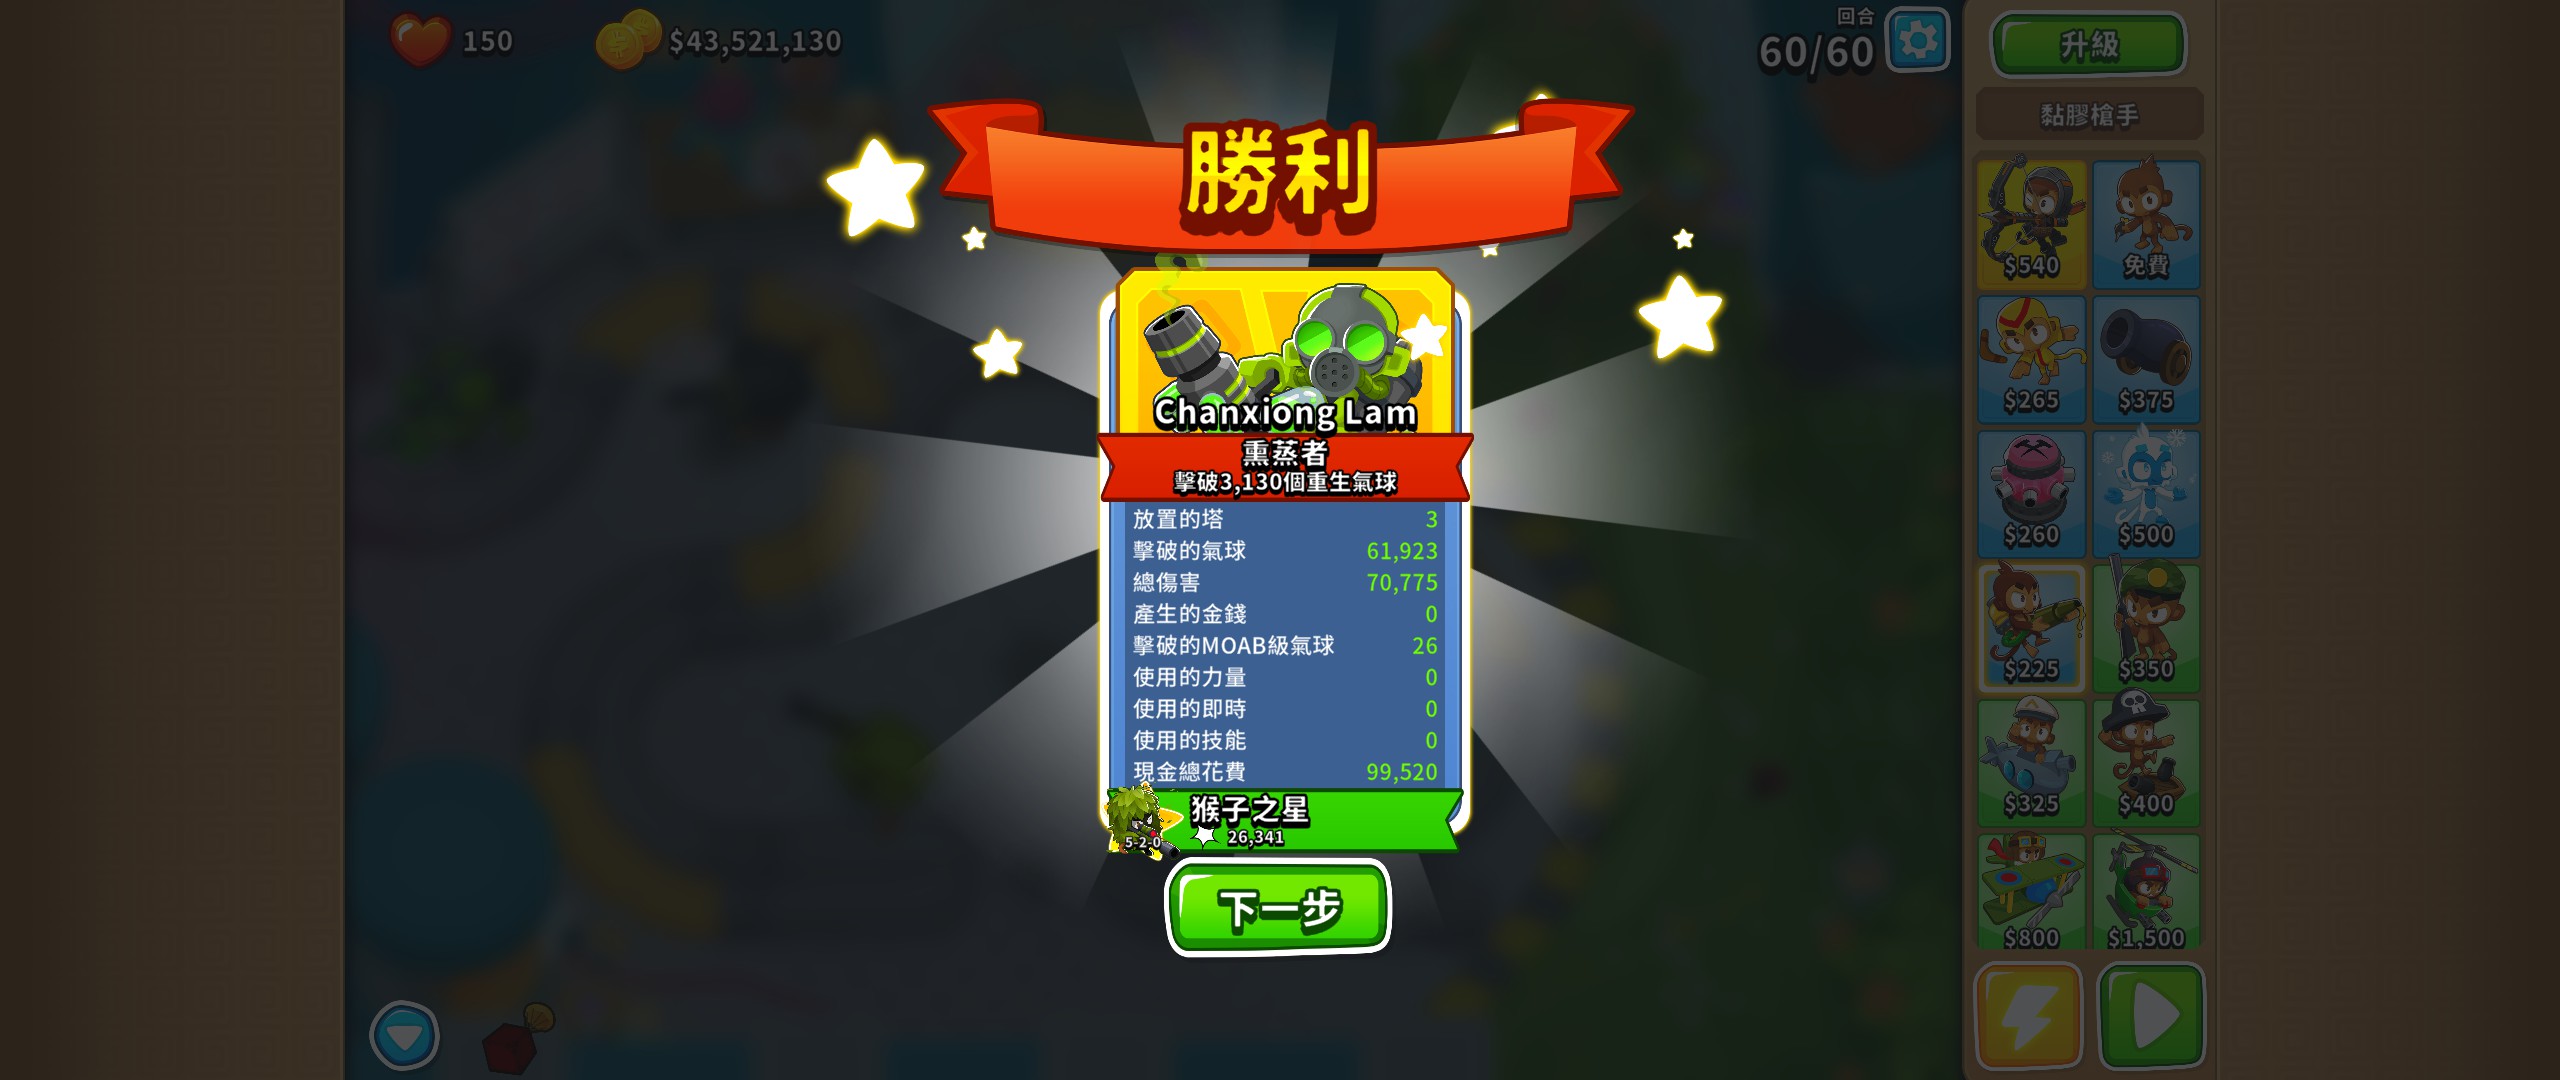 150
$43,521,130
回合
60/60
升級
黏膠槍手
勝利
Chanxiong Lam
熏蒸者
擊破3,130個重生氣球
放置的塔 3
擊破的氣球 61,923
總傷害 70,775
產生的金錢 0
擊破的MOAB級氣球 26
使用的力量 0
使用的即時 0
使用的技能 0
現金總花費 99,520
猴子之星
5-2-0
26,341
下一步
$540 免費
$265 $375
$260 $500
$225 $350
$325 $400
$800 $1,500